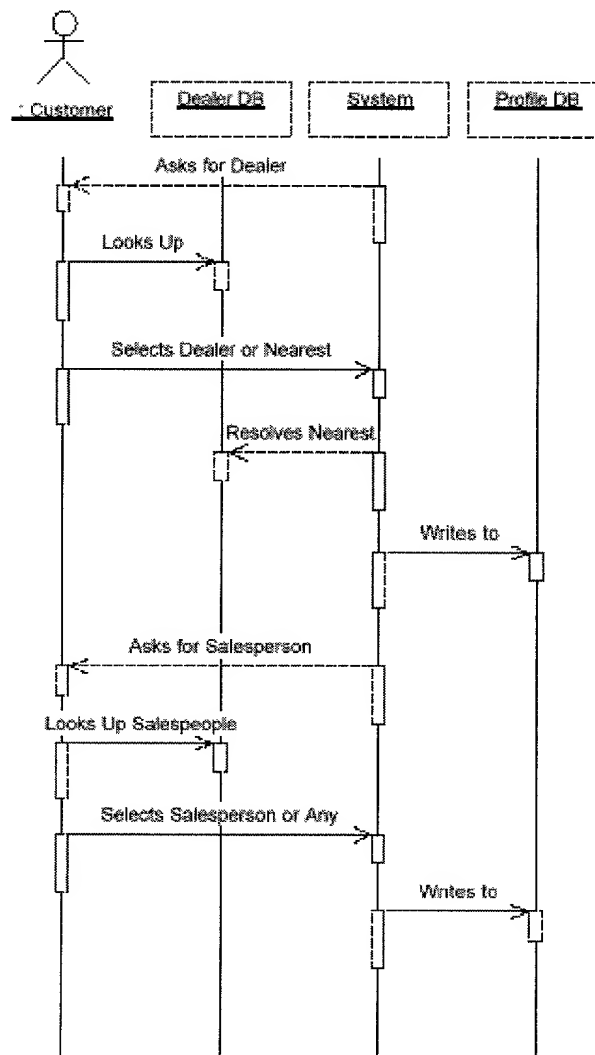 : Customer
Dealer DB
System
Profile DB
Asks for Dealer
Looks Up
Selects Dealer or Nearest
Resolves Nearest
Writes to
Asks for Salesperson
Looks Up Salespeople
Selects Salesperson or Any
Writes to